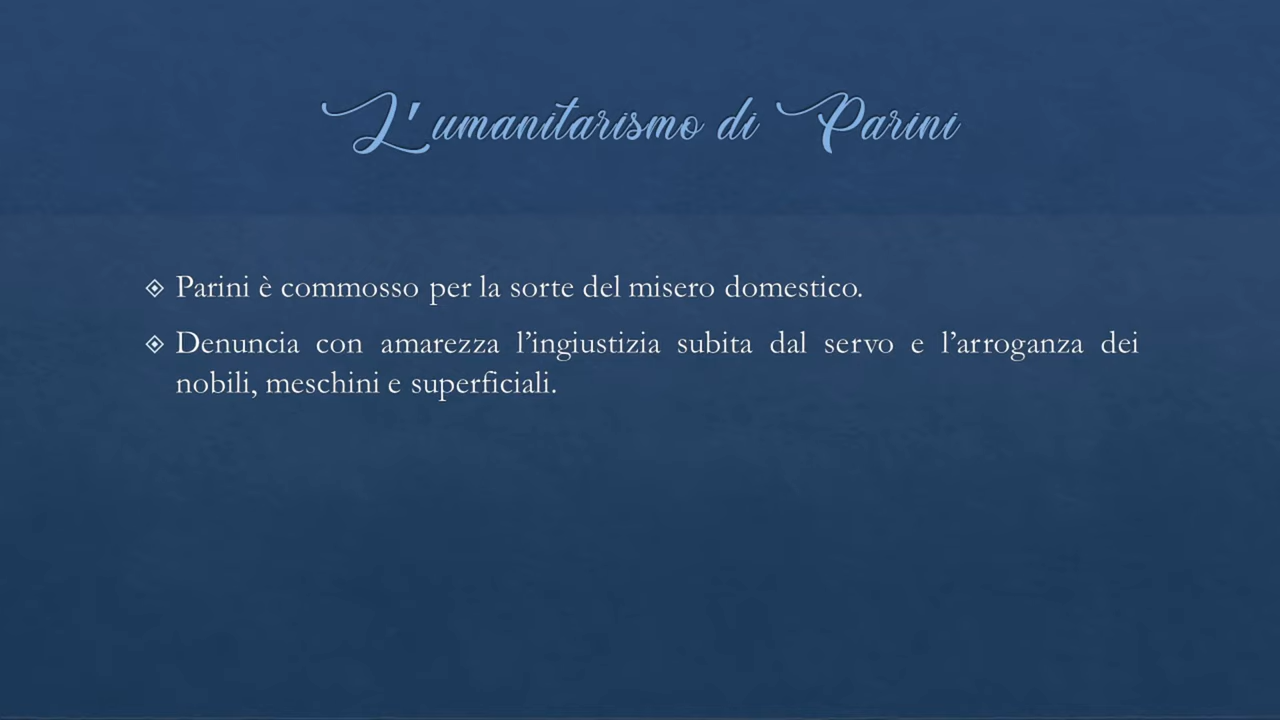 L'umanitarismo di Parini
Parini è commosso per la sorte del misero domestico.
Denuncia con amarezza l’ingiustizia subita dal servo e l’arroganza dei
nobili, meschini e superficiali.